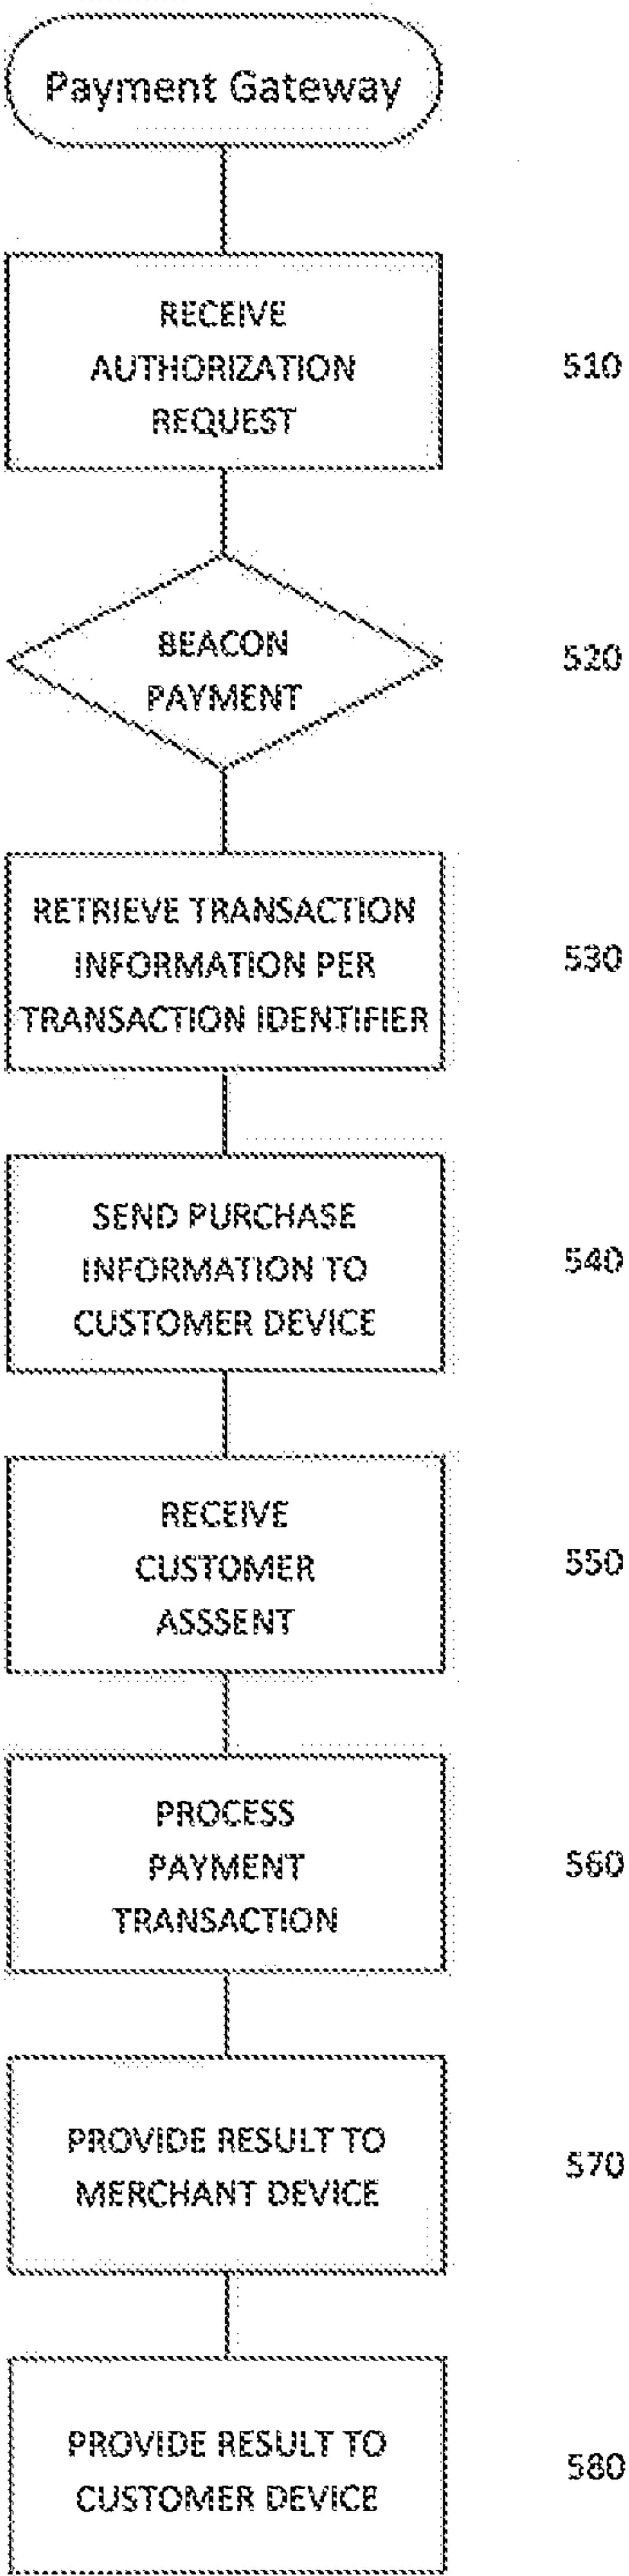 Payment Gateway
RECEIVE
AUTHORIZATION
REQUEST
510
BEACON
PAYMENT
520
RETRIEVE TRANSACTION
INFORMATION PER
TRANSACTION IDENTIFIER
530
SEND PURCHASE
INFORMATION TO
CUSTOMER DEVICE
540
RECEIVE
CUSTOMER
ASSSENT
550
PROCESS
PAYMENT
TRANSACTION
560
PROVIDE RESULT TO
MERCHANT DEVICE
570
PROVIDE RESULT TO
CUSTOMER DEVICE
580